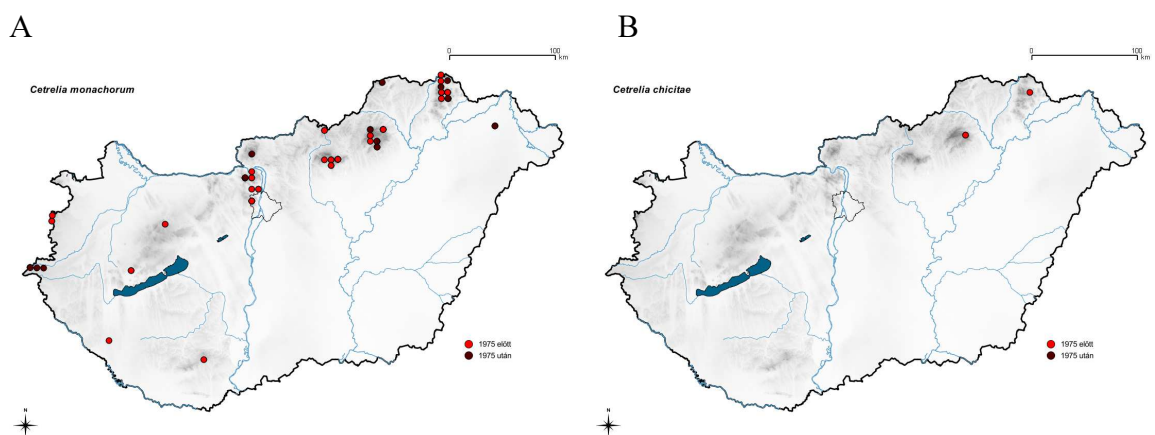 A
B
0 100
km
0 100
km
Cetrelia monachorum
Cetrelia chicitae
1975 előtt
1975 után
1975 előtt
1975 után
N
N